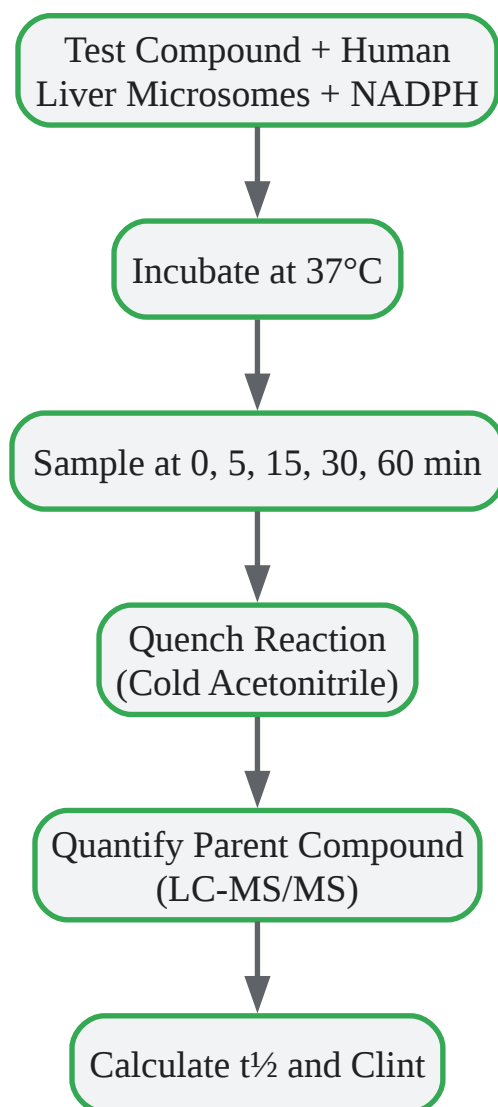 Test Compound + Human
Liver Microsomes + NADPH
Incubate at 37°C
Sample at 0, 5, 15, 30, 60 min
Quench Reaction
(Cold Acetonitrile)
Quantify Parent Compound
(LC-MS/MS)
Calculate t½ and Clint